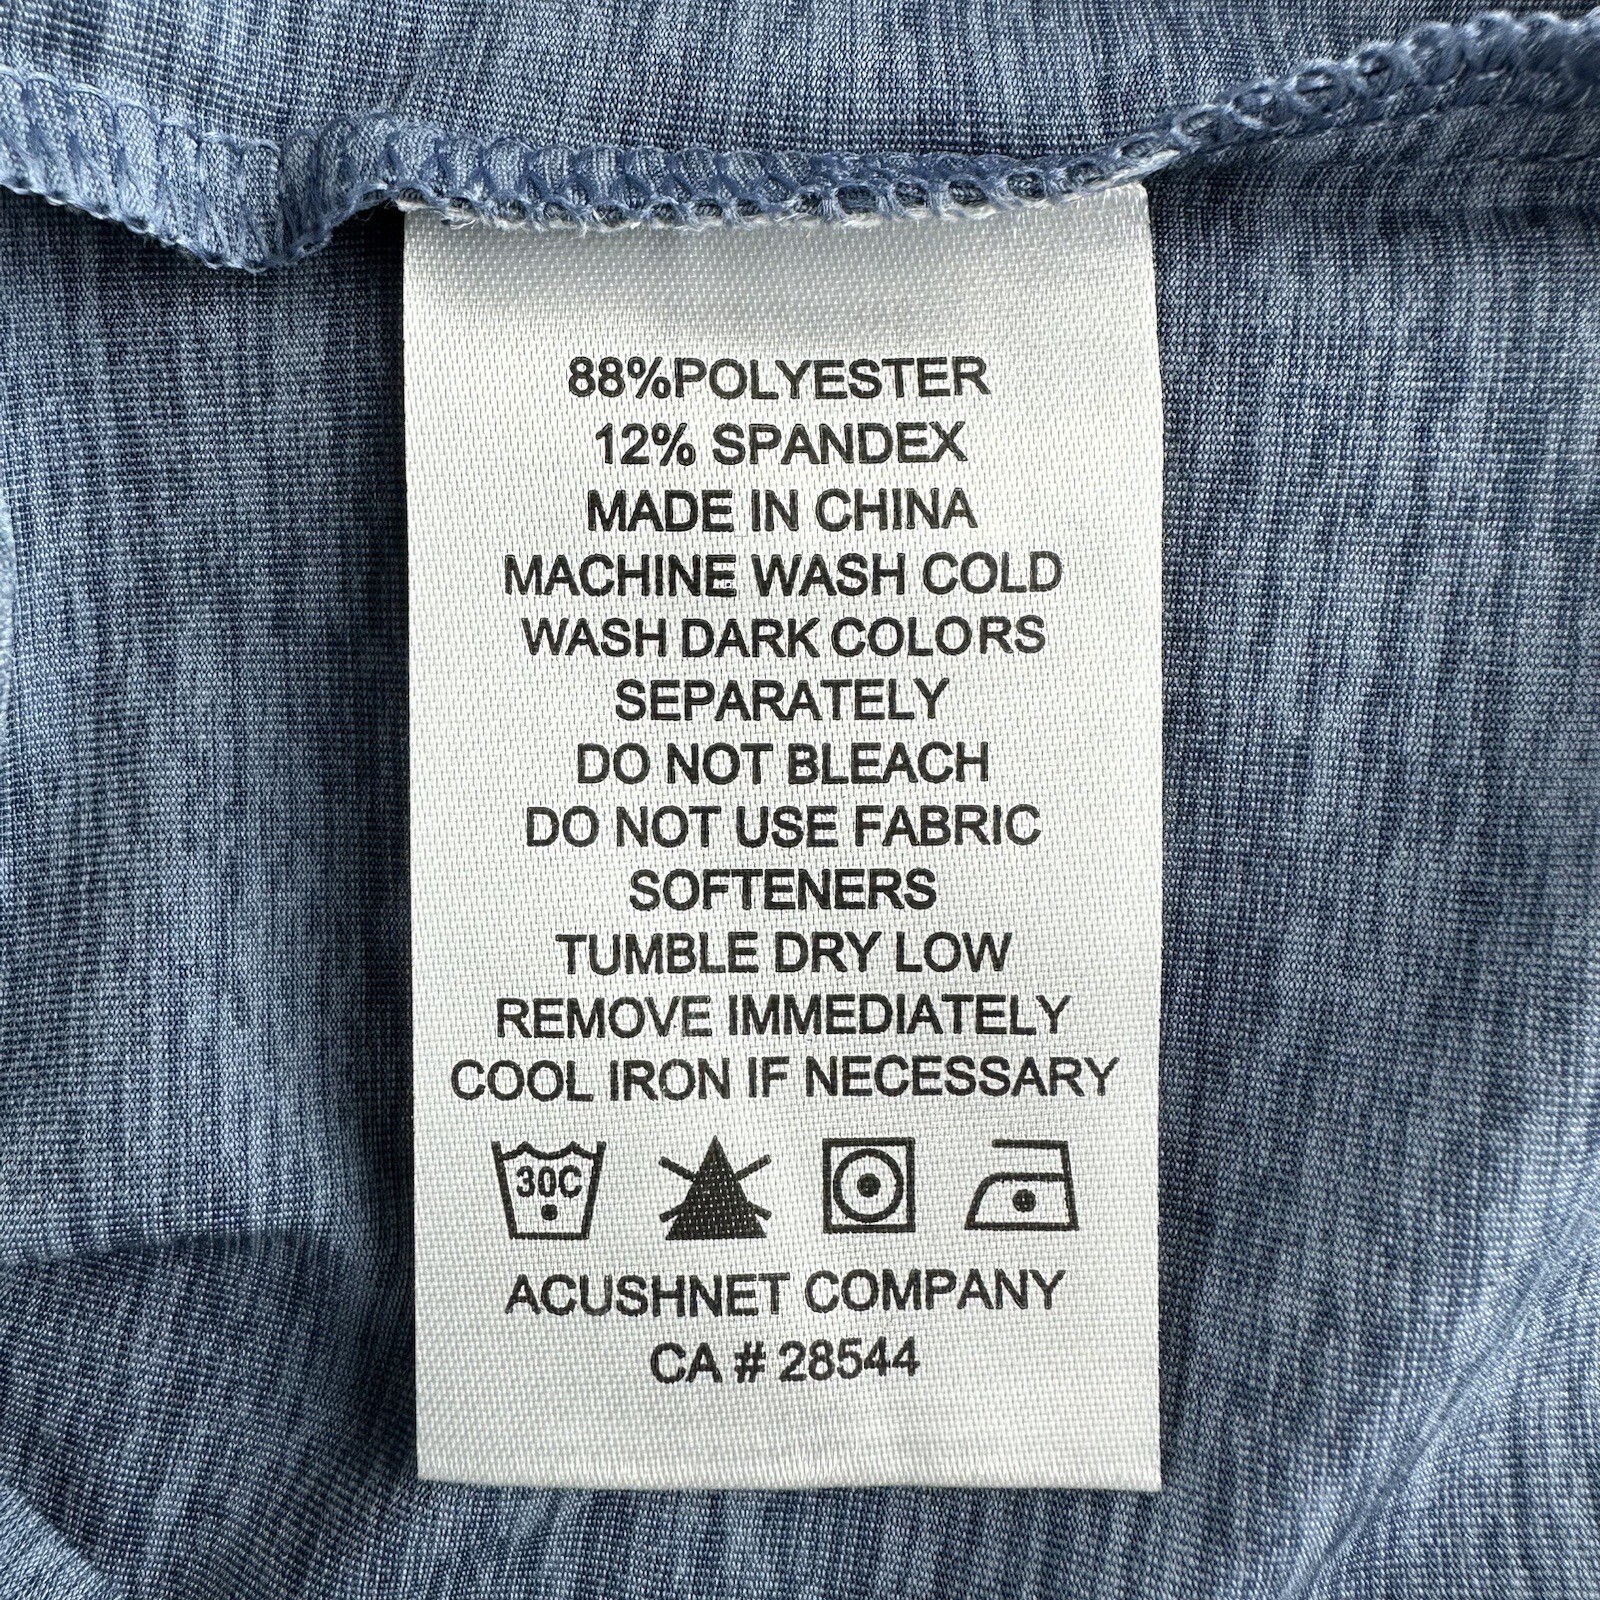 88%POLYESTER
12% SPANDEX
MADE IN CHINA
MACHINE WASH COLD
WASH DARK COLORS
SEPARATELY
DO NOT BLEACH
DO NOT USE FABRIC
SOFTENERS
TUMBLE DRY LOW
REMOVE IMMEDIATELY
COOL IRON IF NECESSARY
30C
ACUSHNET COMPANY
CA # 28544